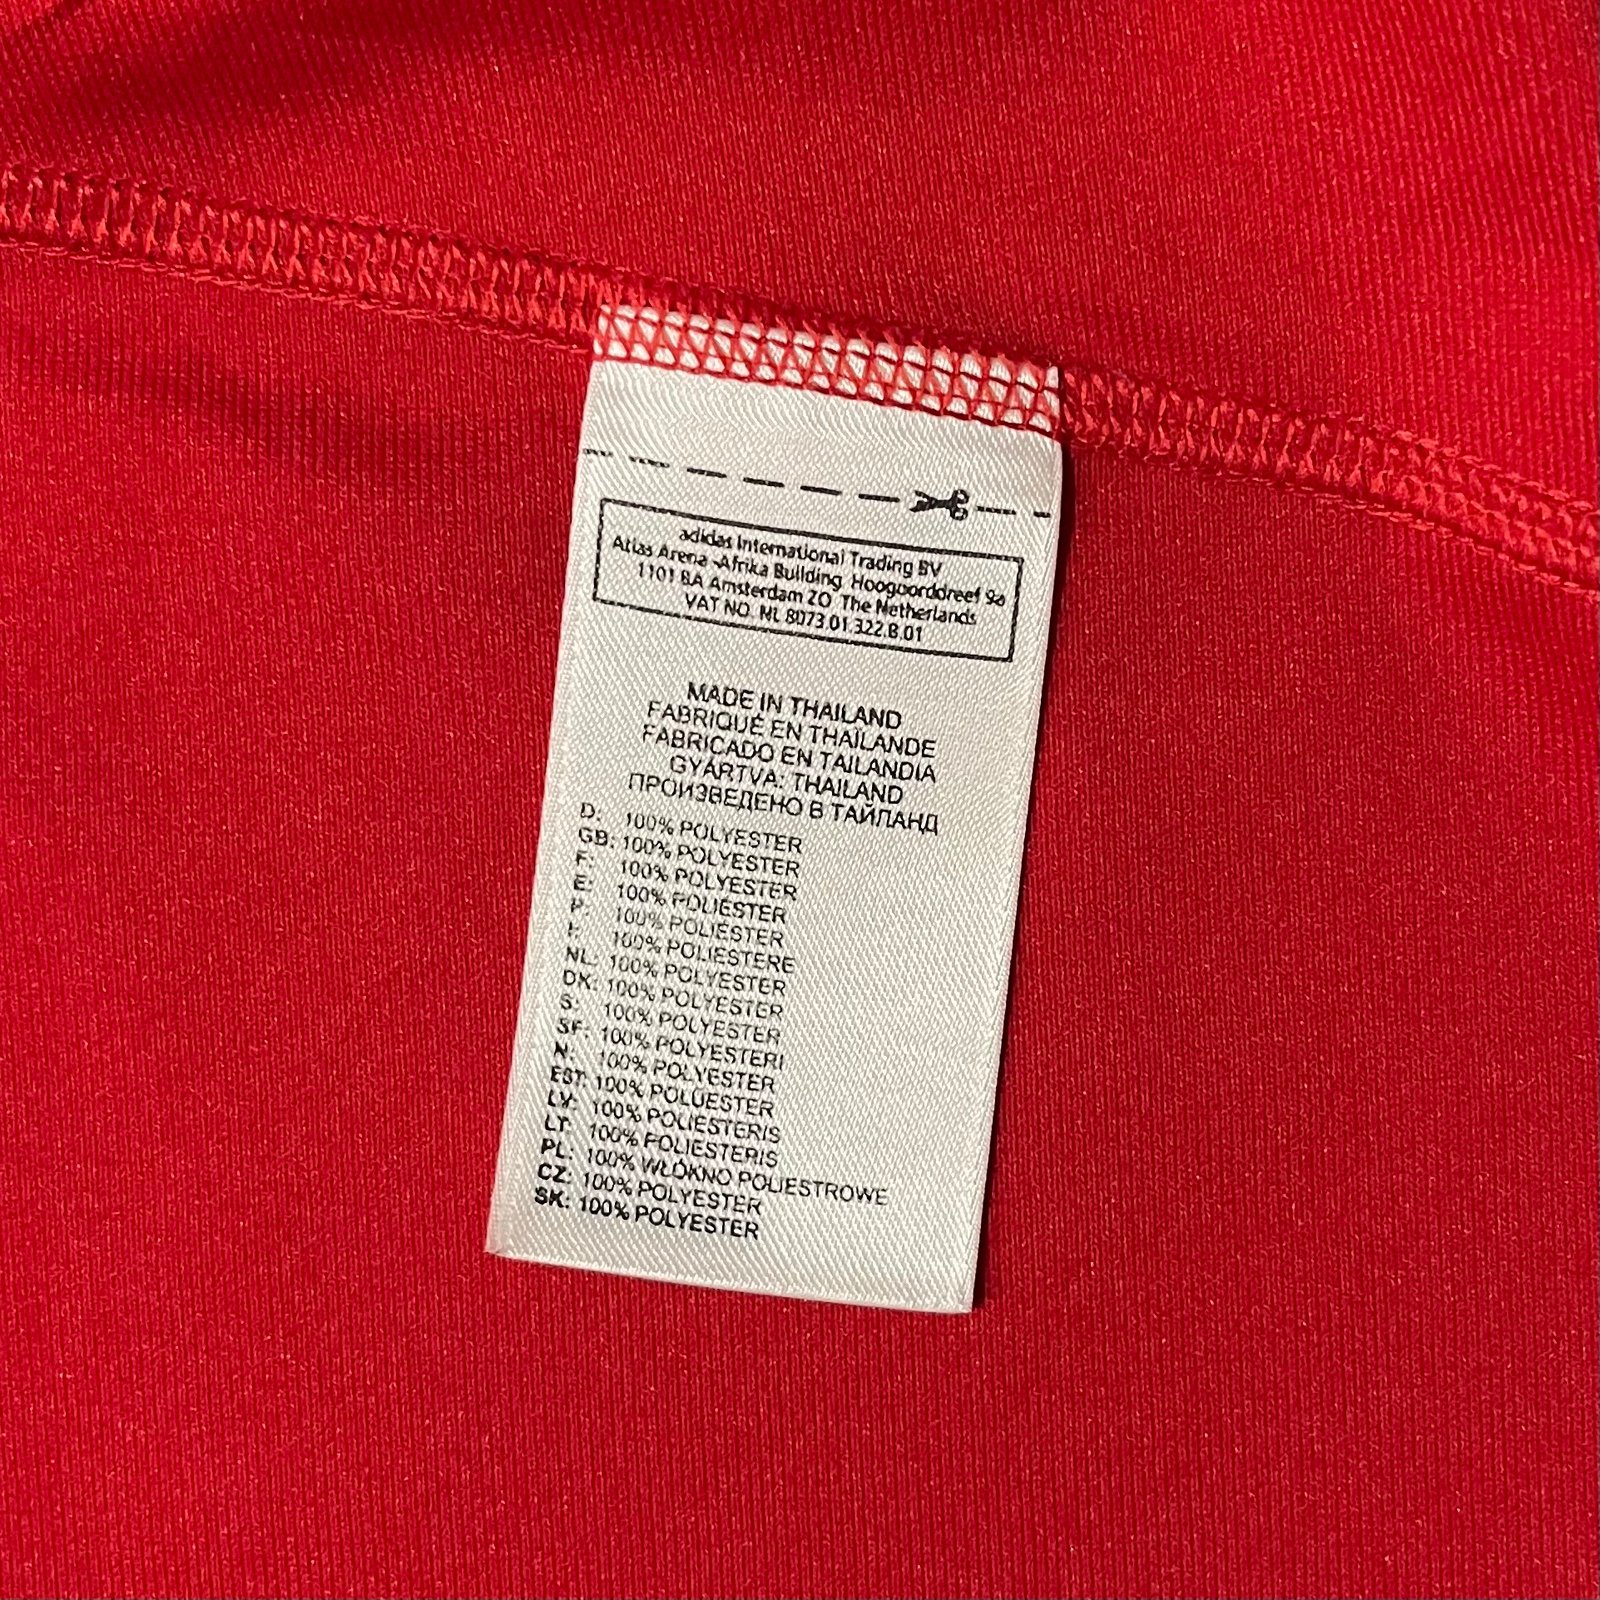 adidas International Trading BV
Atlas Arena -Afrika Building Hoogoorddreef 9a
1101 BA Amsterdam ZO The Netherlands
VAT NO. NL 8073.01.322.B.01
MADE IN THAILAND
FABRIQUÉ EN THAÏLANDE
FABRICADO EN TAILANDIA
GYÁRTVA: THAILAND
ПРОИЗВЕДЕНО В ТАЙЛАНД
D: 100% POLYESTER
GB: 100% POLYESTER
F: 100% POLYESTER
E: 100% POLIÉSTER
P: 100% POLIÉSTER
I: 100% POLIESTERE
NL: 100% POLYESTER
DK: 100% POLYESTER
S: 100% POLYESTER
SF: 100% POLYESTERI
N: 100% POLYESTER
EST: 100% POLÜESTER
LV: 100% POLIESTERIS
LT: 100% POLIESTERIS
PL: 100% WŁÓKNO POLIESTROWE
CZ: 100% POLYESTER
SK: 100% POLYESTER